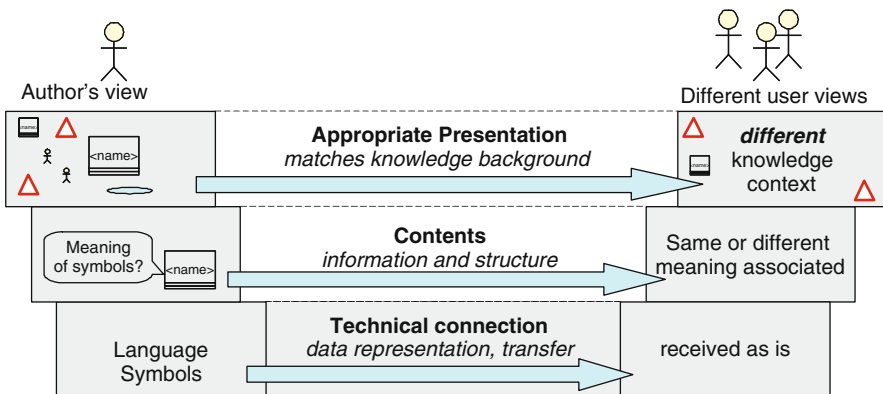 Author's view
Different user views
<name>
<name>
Appropriate Presentation
matches knowledge background
different
knowledge
context
<name>
Meaning
of symbols?
<name>
Contents
information and structure
Same or different
meaning associated
Language
Symbols
Technical connection
data representation, transfer
received as is